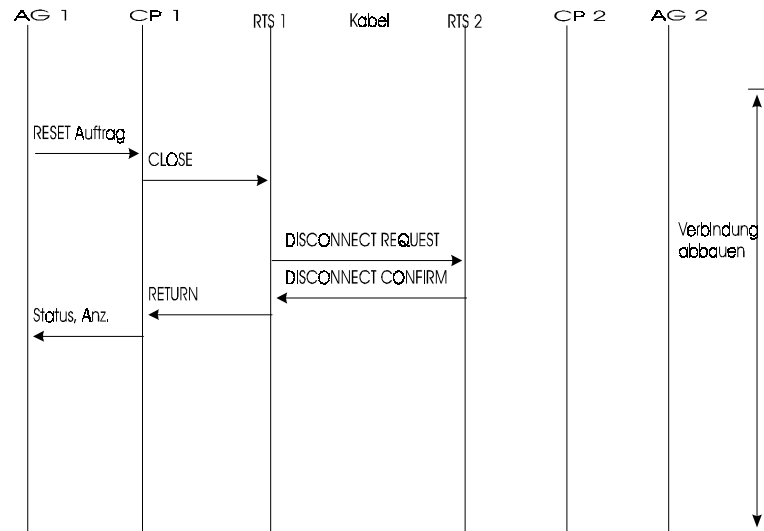 AG 1 CP 1 RTS 1 Kabel RTS 2 CP 2 AG 2
RESET Auftrag
CLOSE
Verbindung
abbauen
DISCONNECT REQUEST
DISCONNECT CONFIRM
RETURN
Status, Anz.